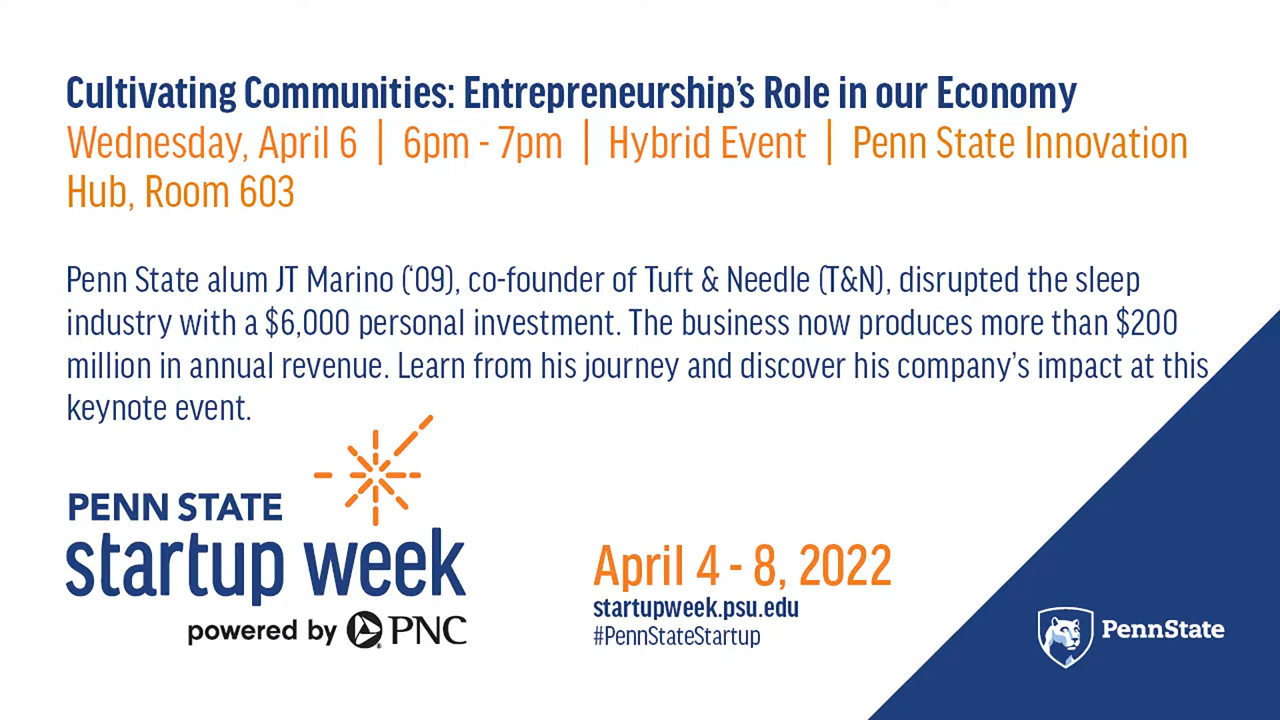 Cultivating Communities: Entrepreneurship's Role in our Economy
Wednesday, April 6 | 6pm - 7pm | Hybrid Event | Penn State Innovation
Hub, Room 603
Penn State alum JT Marino (‘09), co-founder of Tuft & Needle (T&N), disrupted the sleep
industry with a $6,000 personal investment. The business now produces more than $200
million in annual revenue. Learn from his journey and discover his company’s impact at this
keynote event.
PENN STATE
startup week
powered by PNC
April 4 - 8, 2022
startupweek.psu.edu
#PennStateStartup
PennState